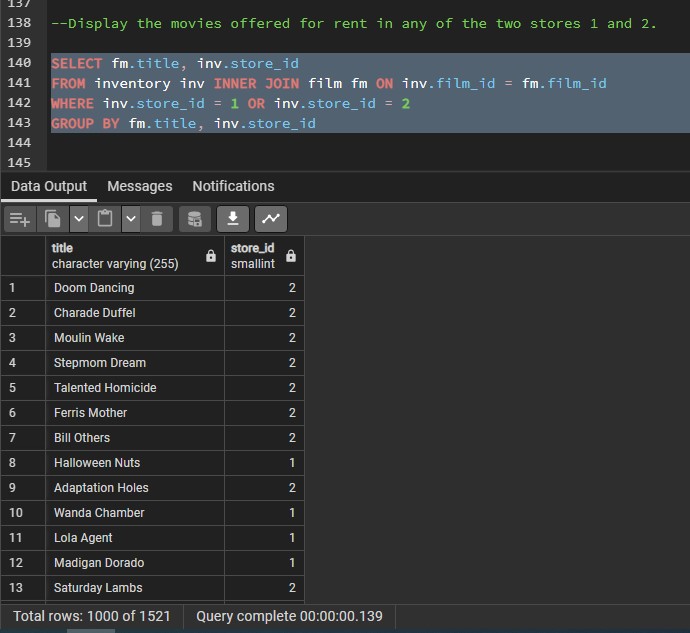 137
138 --Display the movies offered for rent in any of the two stores 1 and 2.
139
140 SELECT fm.title, inv.store_id
141 FROM inventory inv INNER JOIN film fm ON inv.film_id = fm.film_id
142 WHERE inv.store_id = 1 OR inv.store_id = 2
143 GROUP BY fm.title, inv.store_id
144
145
Data Output Messages Notifications
title store_id
character varying (255) smallint
1 Doom Dancing 2
2 Charade Duffel 2
3 Moulin Wake 2
4 Stepmom Dream 2
5 Talented Homicide 2
6 Ferris Mother 2
7 Bill Others 2
8 Halloween Nuts 1
9 Adaptation Holes 2
10 Wanda Chamber 1
11 Lola Agent 1
12 Madigan Dorado 1
13 Saturday Lambs 2
Total rows: 1000 of 1521 Query complete 00:00:00.139